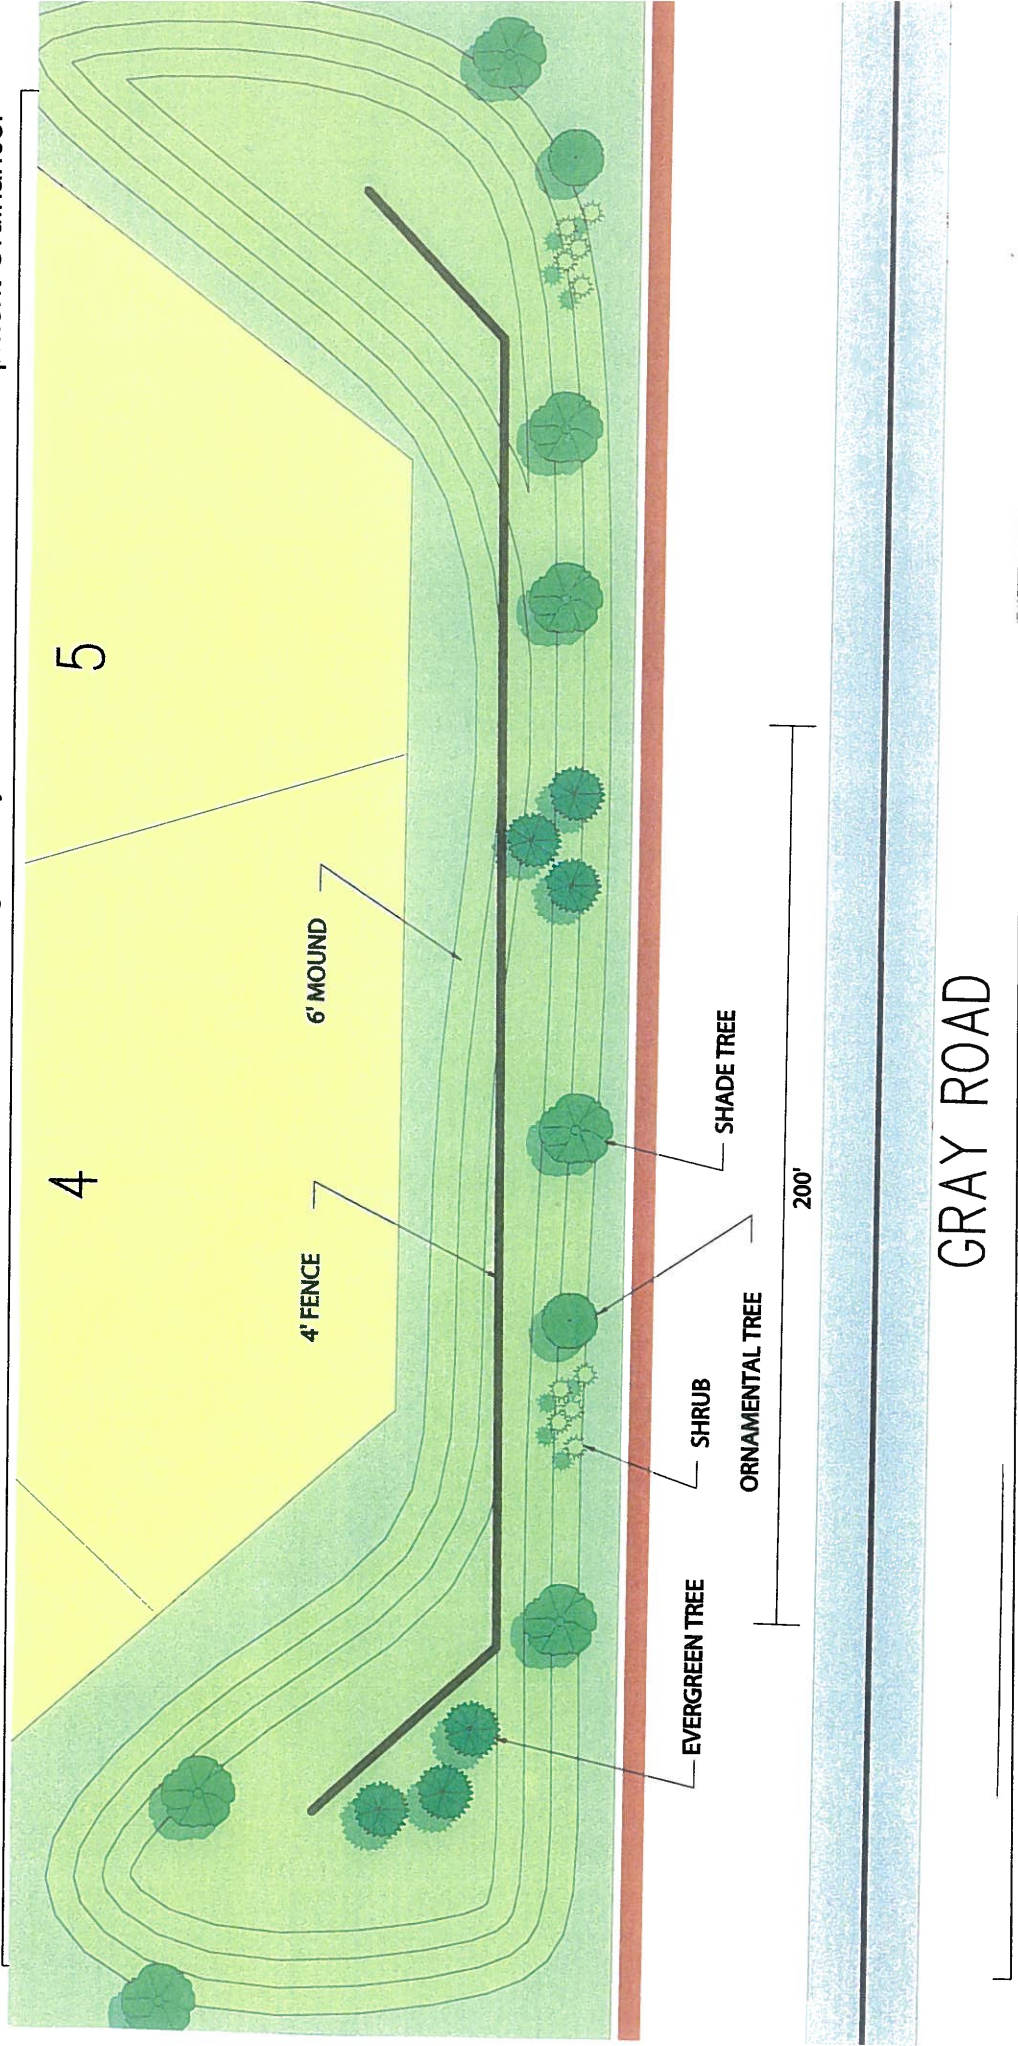 5
4
6' MOUND
4' FENCE
SHADE TREE
200'
SHRUB
ORNAMENTAL TREE
EVERGREEN TREE
GRAY ROAD